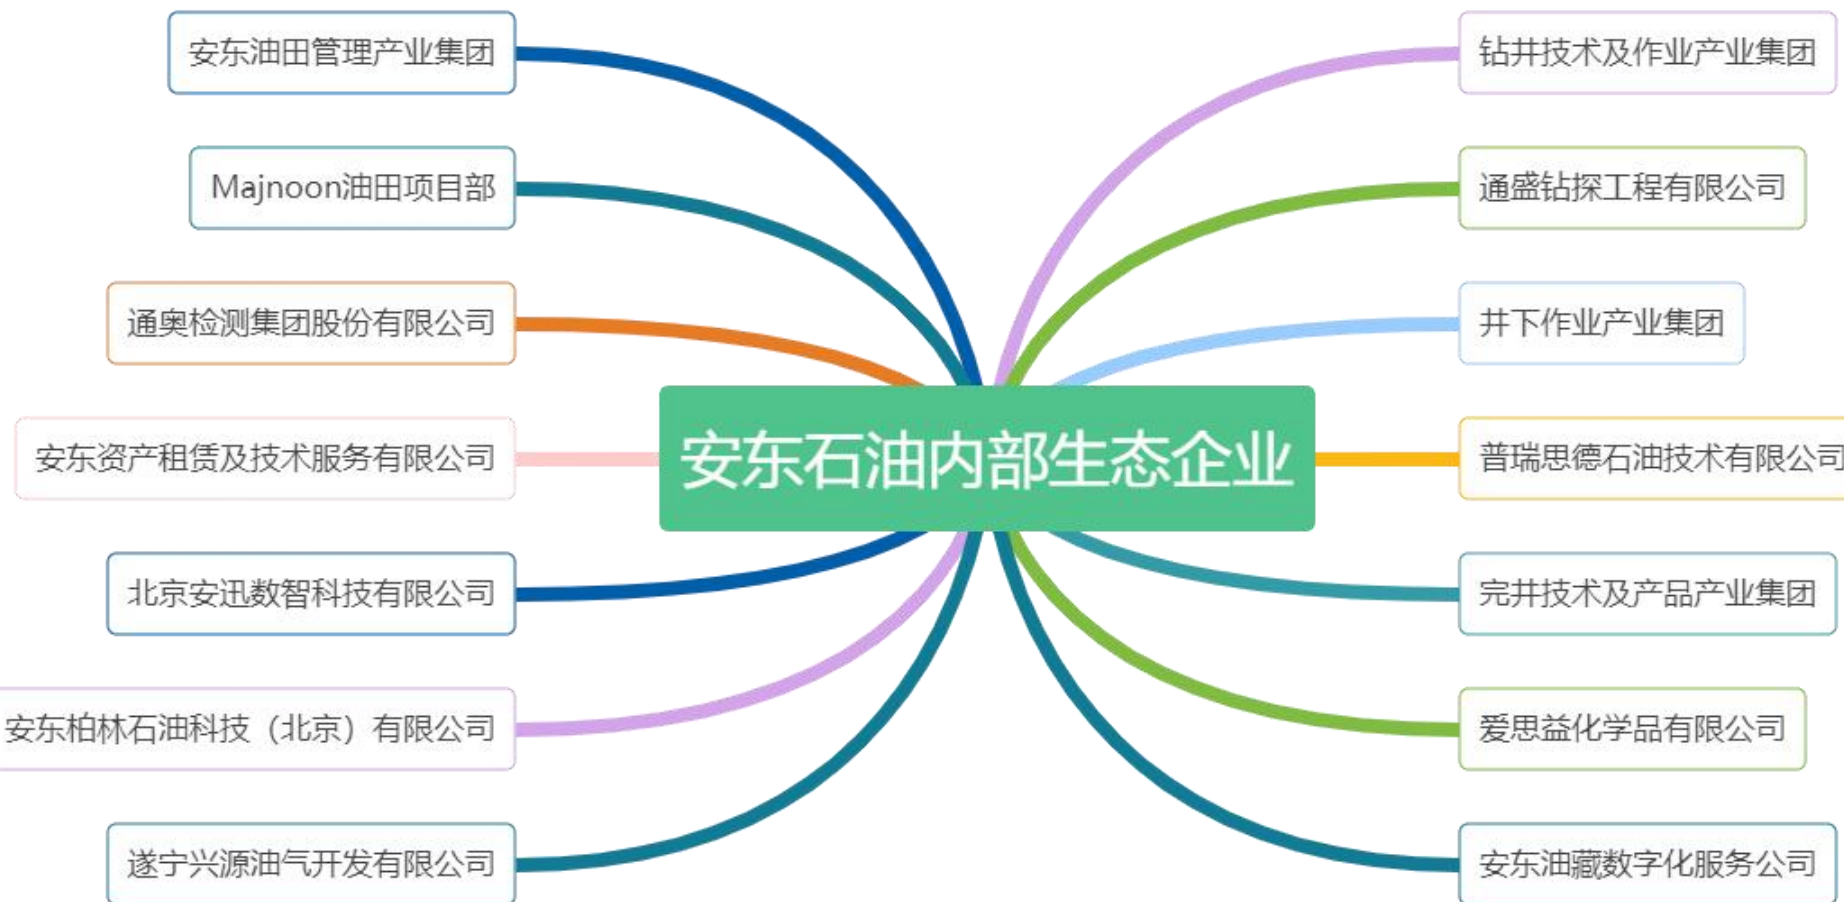 安东油田管理产业集团
Majnoon油田项目部
通奥检测集团股份有限公司
安东资产租赁及技术服务有限公司
北京安迅数智科技有限公司
安东柏林石油科技（北京）有限公司
遂宁兴源油气开发有限公司
安东石油内部生态企业
钻井技术及作业产业集团
通盛钻探工程有限公司
井下作业产业集团
普瑞思德石油技术有限公司
完井技术及产品产业集团
爱思益化学品有限公司
安东油藏数字化服务公司